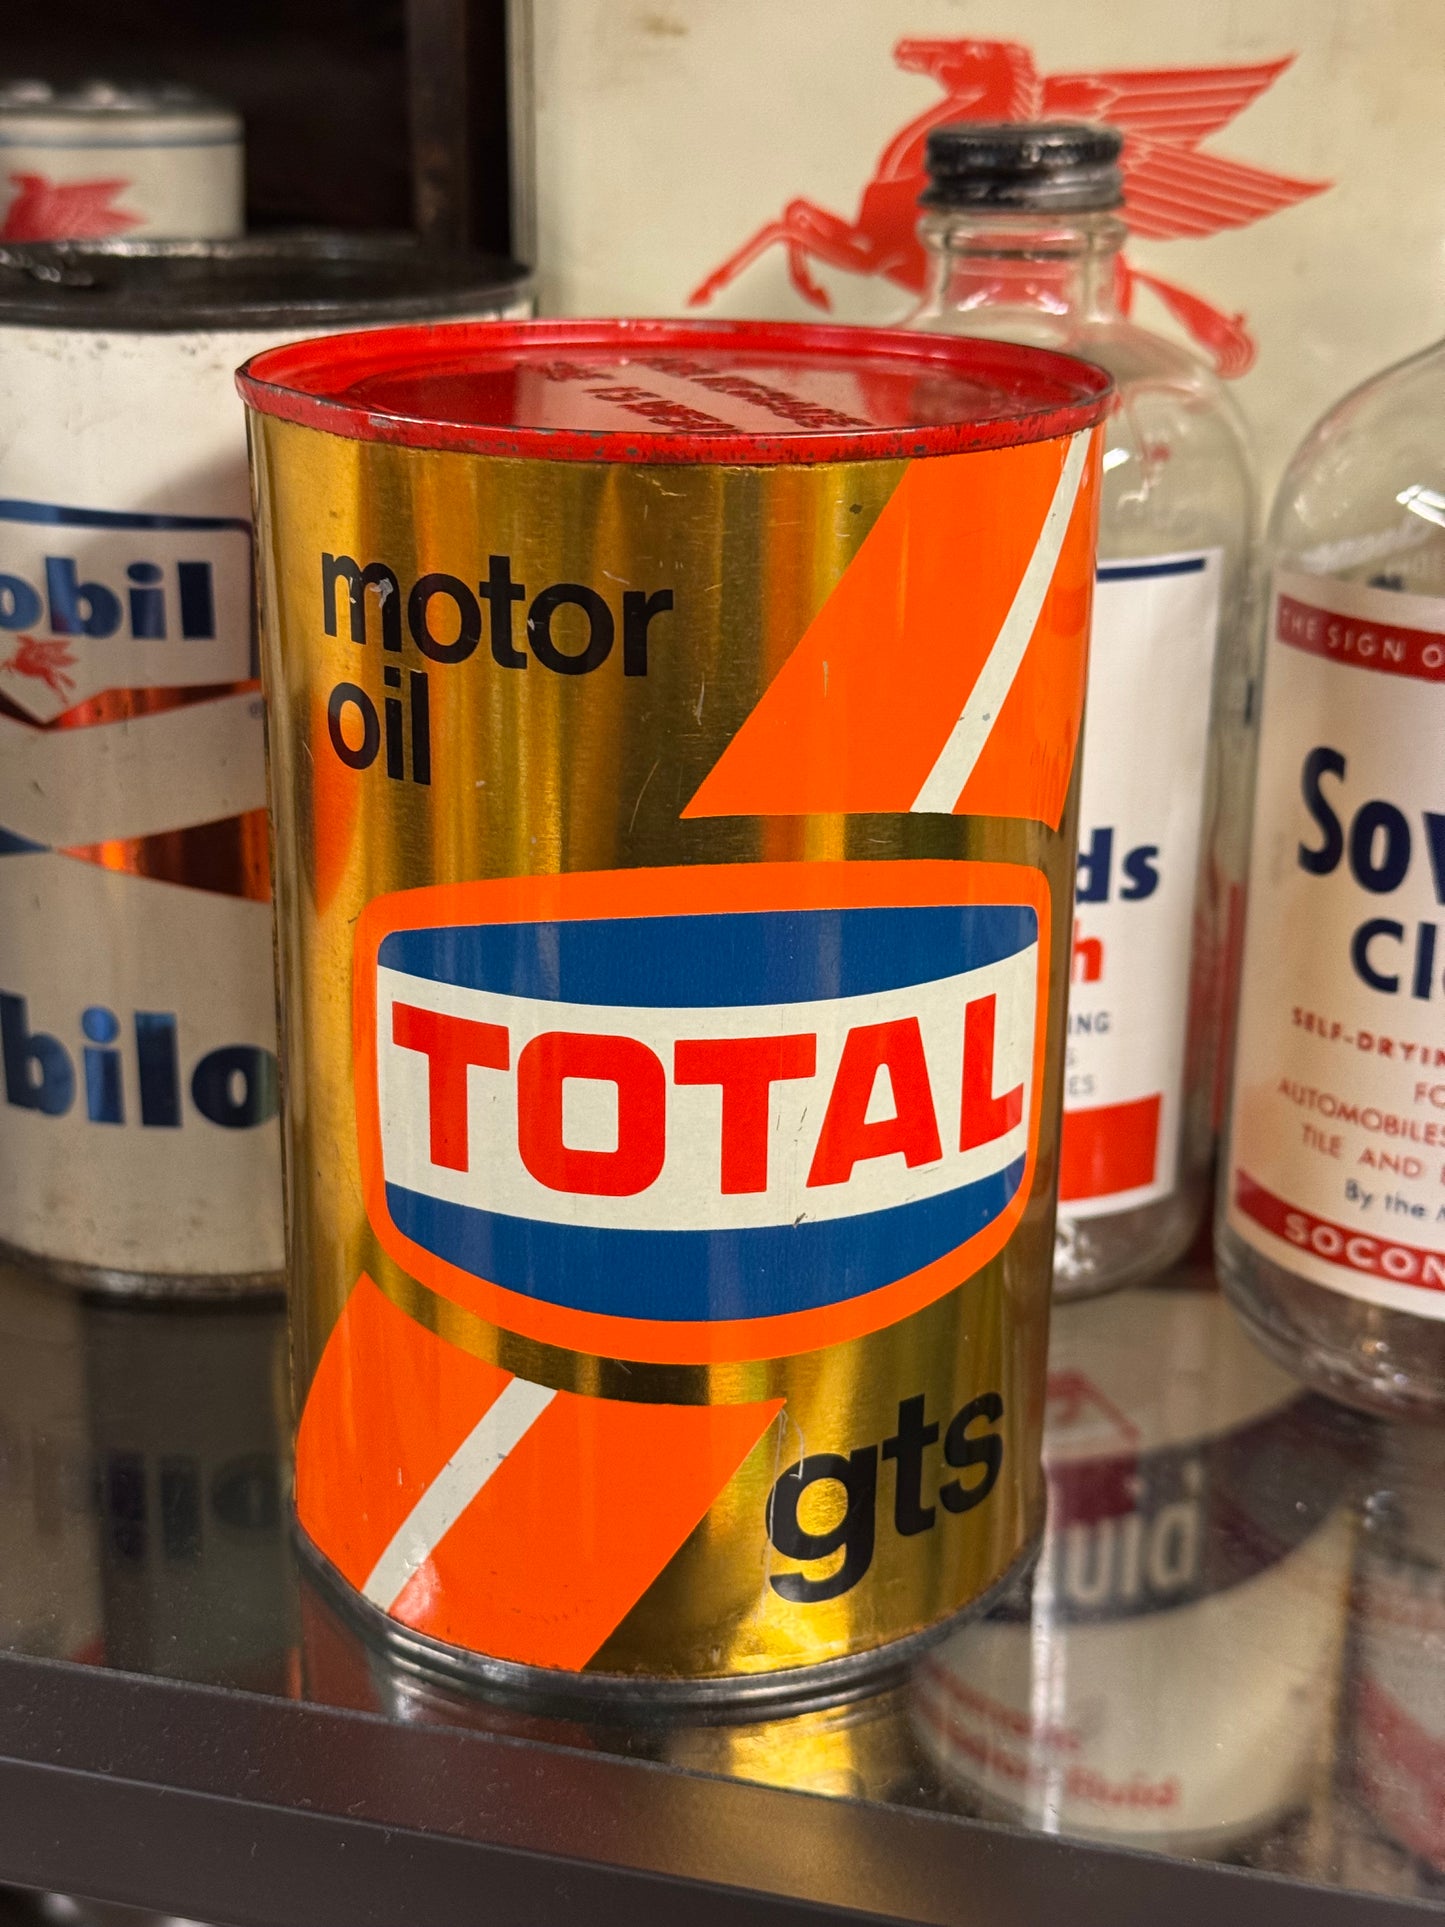 motor
oil
TOTAL
gts
obil
®
bilo
ds
h
ING
ES
THE SIGN O
Sov
Cl
SELF-DRYIN
FO
AUTOMOBILES
TILE AND
By the
SOCON